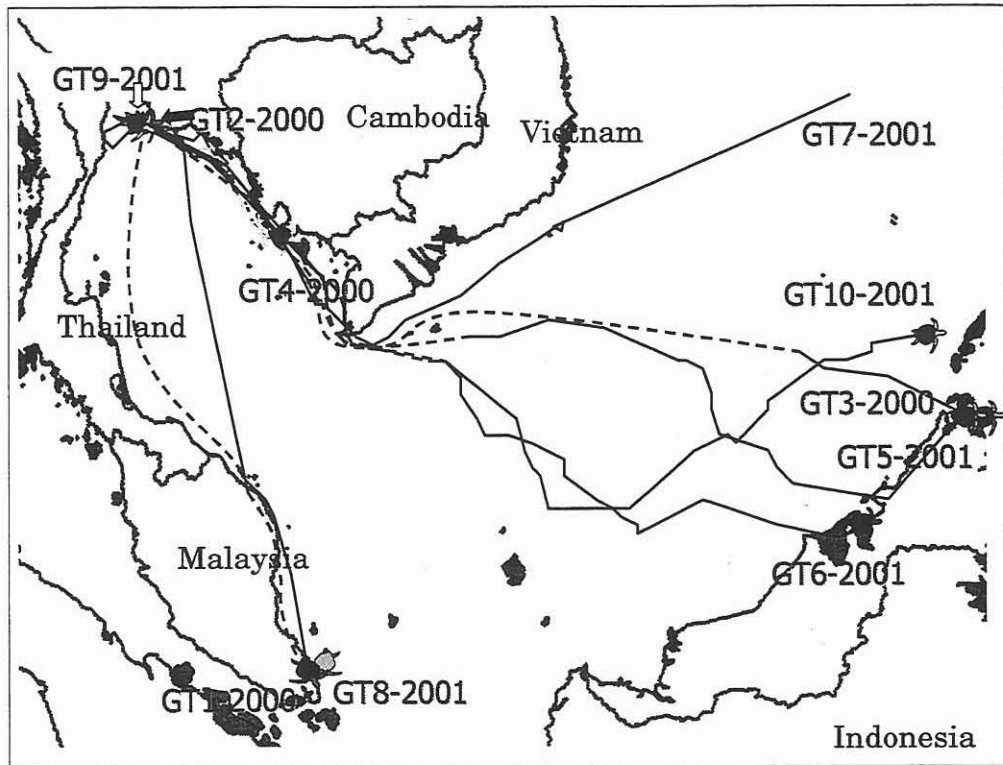 GT9-2001
GT2-2000
Cambodia
Vietnam
GT7-2001
GT4-2000
GT10-2001
Thailand
GT3-2000
GT5-2001
Malaysia
GT6-2001
GT1-2000
GT8-2001
Indonesia